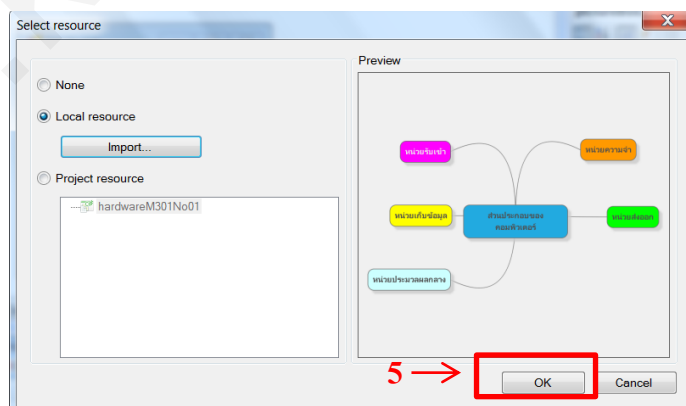 Select resource
None
Local resource
Import...
Project resource
hardwareM301No01
Preview
หน่วยรับเข้า
หน่วยความจำ
หน่วยเก็บข้อมูล
ส่วนประกอบของ
คอมพิวเตอร์
หน่วยส่งออก
หน่วยประมวลผลกลาง
5
OK
Cancel